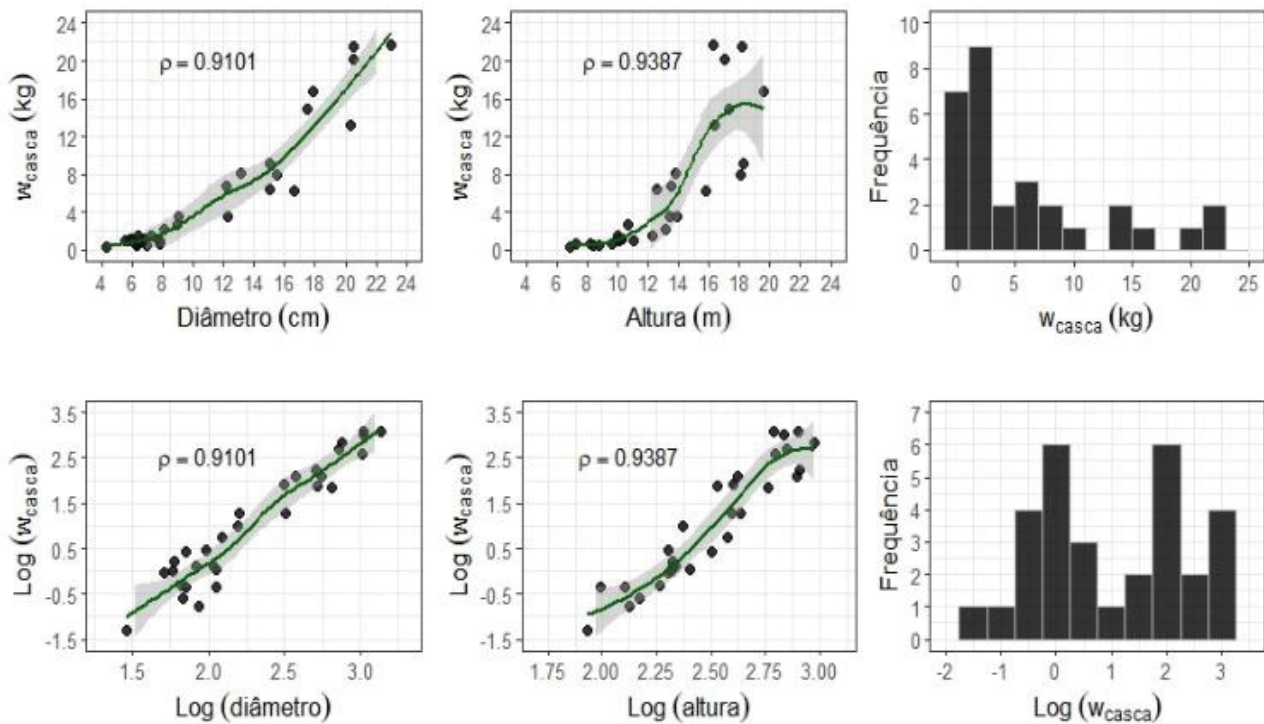 24
20
16
12
8
4
0
w_casca (kg)
ρ = 0.9101
4 6 8 10 12 14 16 18 20 22 24
Diâmetro (cm)
24
20
16
12
8
4
0
w_casca (kg)
ρ = 0.9387
4 6 8 10 12 14 16 18 20 22 24
Altura (m)
10
8
6
4
2
0
Frequência
0 5 10 15 20 25
w_casca (kg)
3.5
2.5
1.5
0.5
-0.5
-1.5
Log (w_casca)
ρ = 0.9101
1.5 2.0 2.5 3.0
Log (diâmetro)
3.5
2.5
1.5
0.5
-0.5
-1.5
Log (w_casca)
ρ = 0.9387
1.75 2.00 2.25 2.50 2.75 3.00
Log (altura)
7
6
5
4
3
2
1
0
Frequência
-2 -1 0 1 2 3
Log (w_casca)